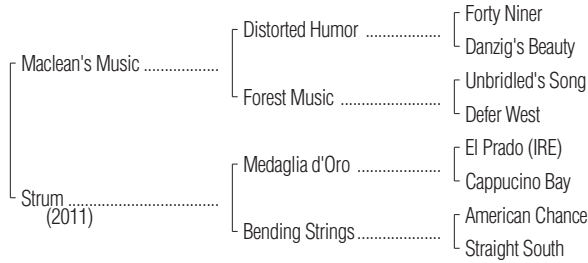 Forty Niner
Distorted Humor ..................
Danzig's Beauty
Maclean's Music ..................
Unbridled's Song
Forest Music ........................
Defer West
El Prado (IRE)
Medaglia d'Oro ....................
Cappucino Bay
Strum ....................................
(2011)
American Chance
Bending Strings ....................
Straight South